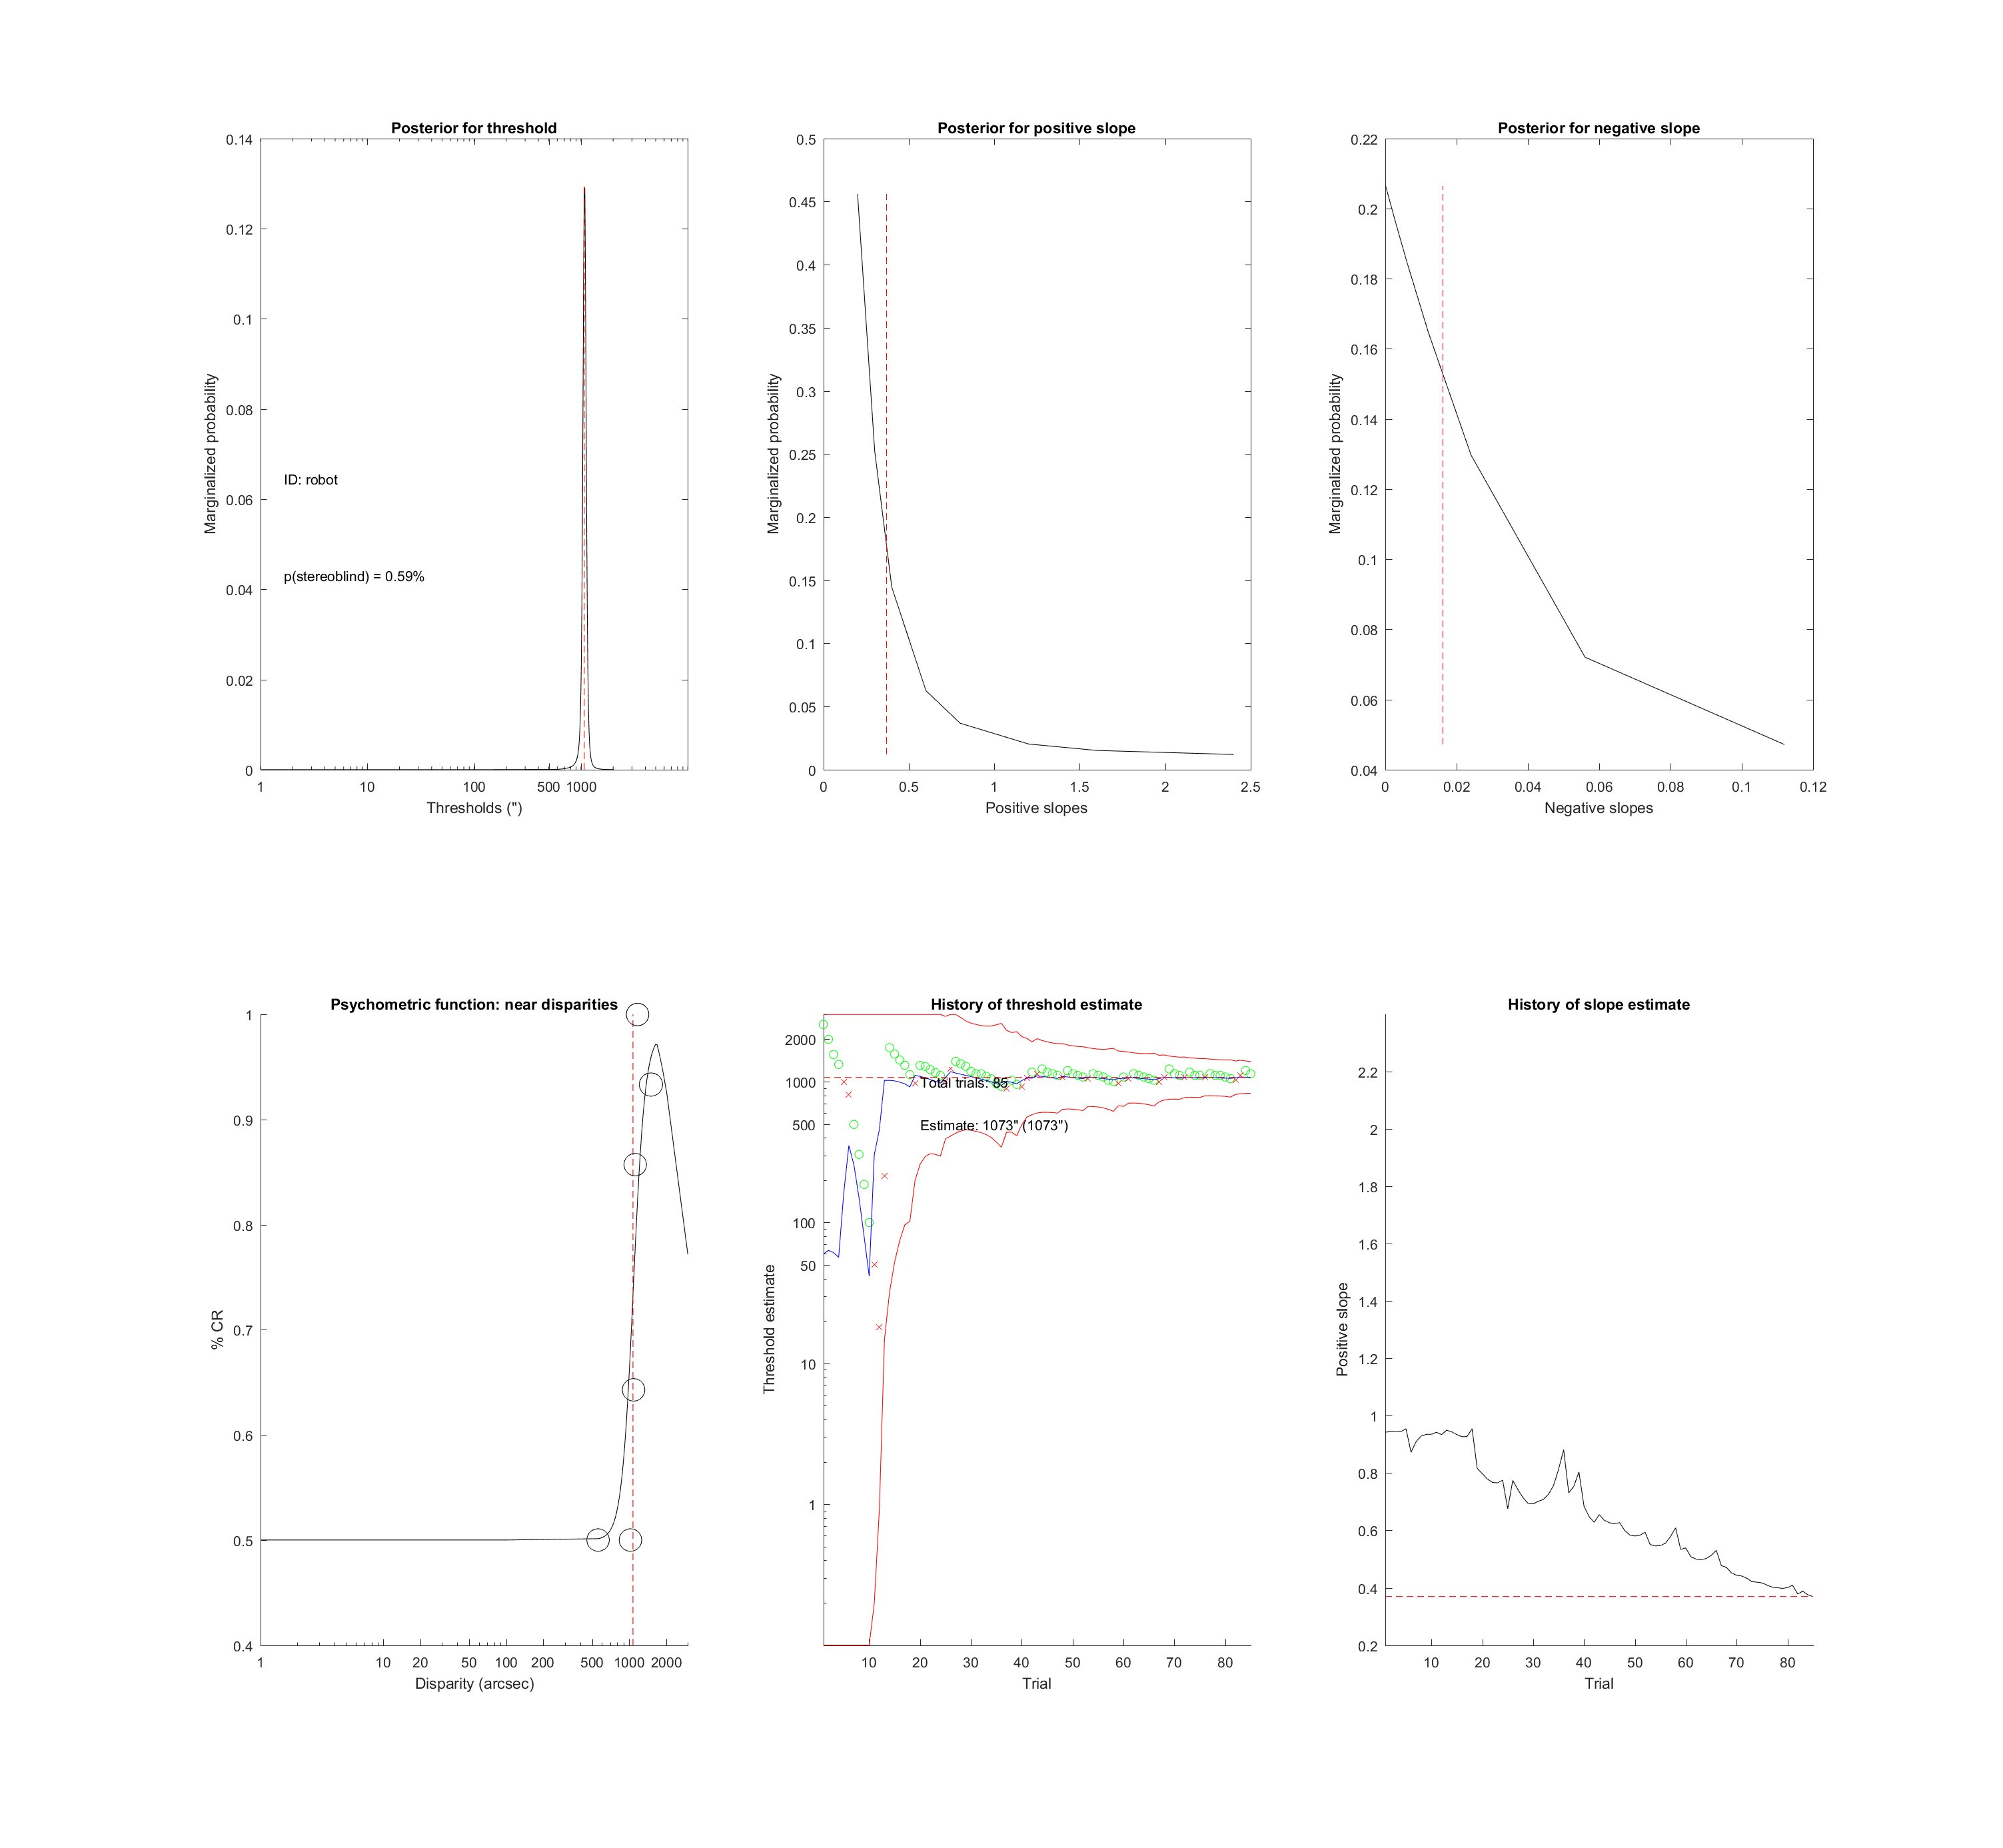 Posterior for threshold
0.14
0.12
0.1
0.08
0.06
0.04
0.02
0
Marginalized probability
ID: robot
p(stereoblind) = 0.59%
1 10 100 500 1000
Thresholds (")
Posterior for positive slope
0.5
0.45
0.4
0.35
0.3
0.25
0.2
0.15
0.1
0.05
0
Marginalized probability
0 0.5 1 1.5 2 2.5
Positive slopes
Posterior for negative slope
0.22
0.2
0.18
0.16
0.14
0.12
0.1
0.08
0.06
0.04
Marginalized probability
0 0.02 0.04 0.06 0.08 0.1 0.12
Negative slopes
Psychometric function: near disparities
1
0.9
0.8
0.7
0.6
0.5
0.4
% CR
1 10 20 50 100 200 500 1000 2000
Disparity (arcsec)
History of threshold estimate
2000
1000
500
100
50
10
1
Threshold estimate
Total trials: 85
Estimate: 1073" (1073")
10 20 30 40 50 60 70 80
Trial
History of slope estimate
2.2
2
1.8
1.6
1.4
1.2
1
0.8
0.6
0.4
0.2
Positive slope
10 20 30 40 50 60 70 80
Trial